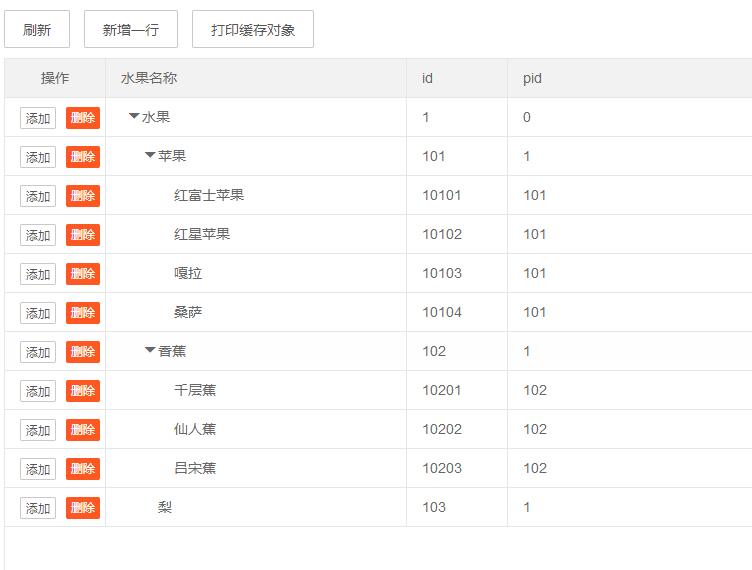 刷新 新增一行 打印缓存对象
操作 水果名称 id pid
添加 删除 水果 1 0
添加 删除 苹果 101 1
添加 删除 红富士苹果 10101 101
添加 删除 红星苹果 10102 101
添加 删除 嘎拉 10103 101
添加 删除 桑萨 10104 101
添加 删除 香蕉 102 1
添加 删除 千层蕉 10201 102
添加 删除 仙人蕉 10202 102
添加 删除 吕宋蕉 10203 102
添加 删除 梨 103 1